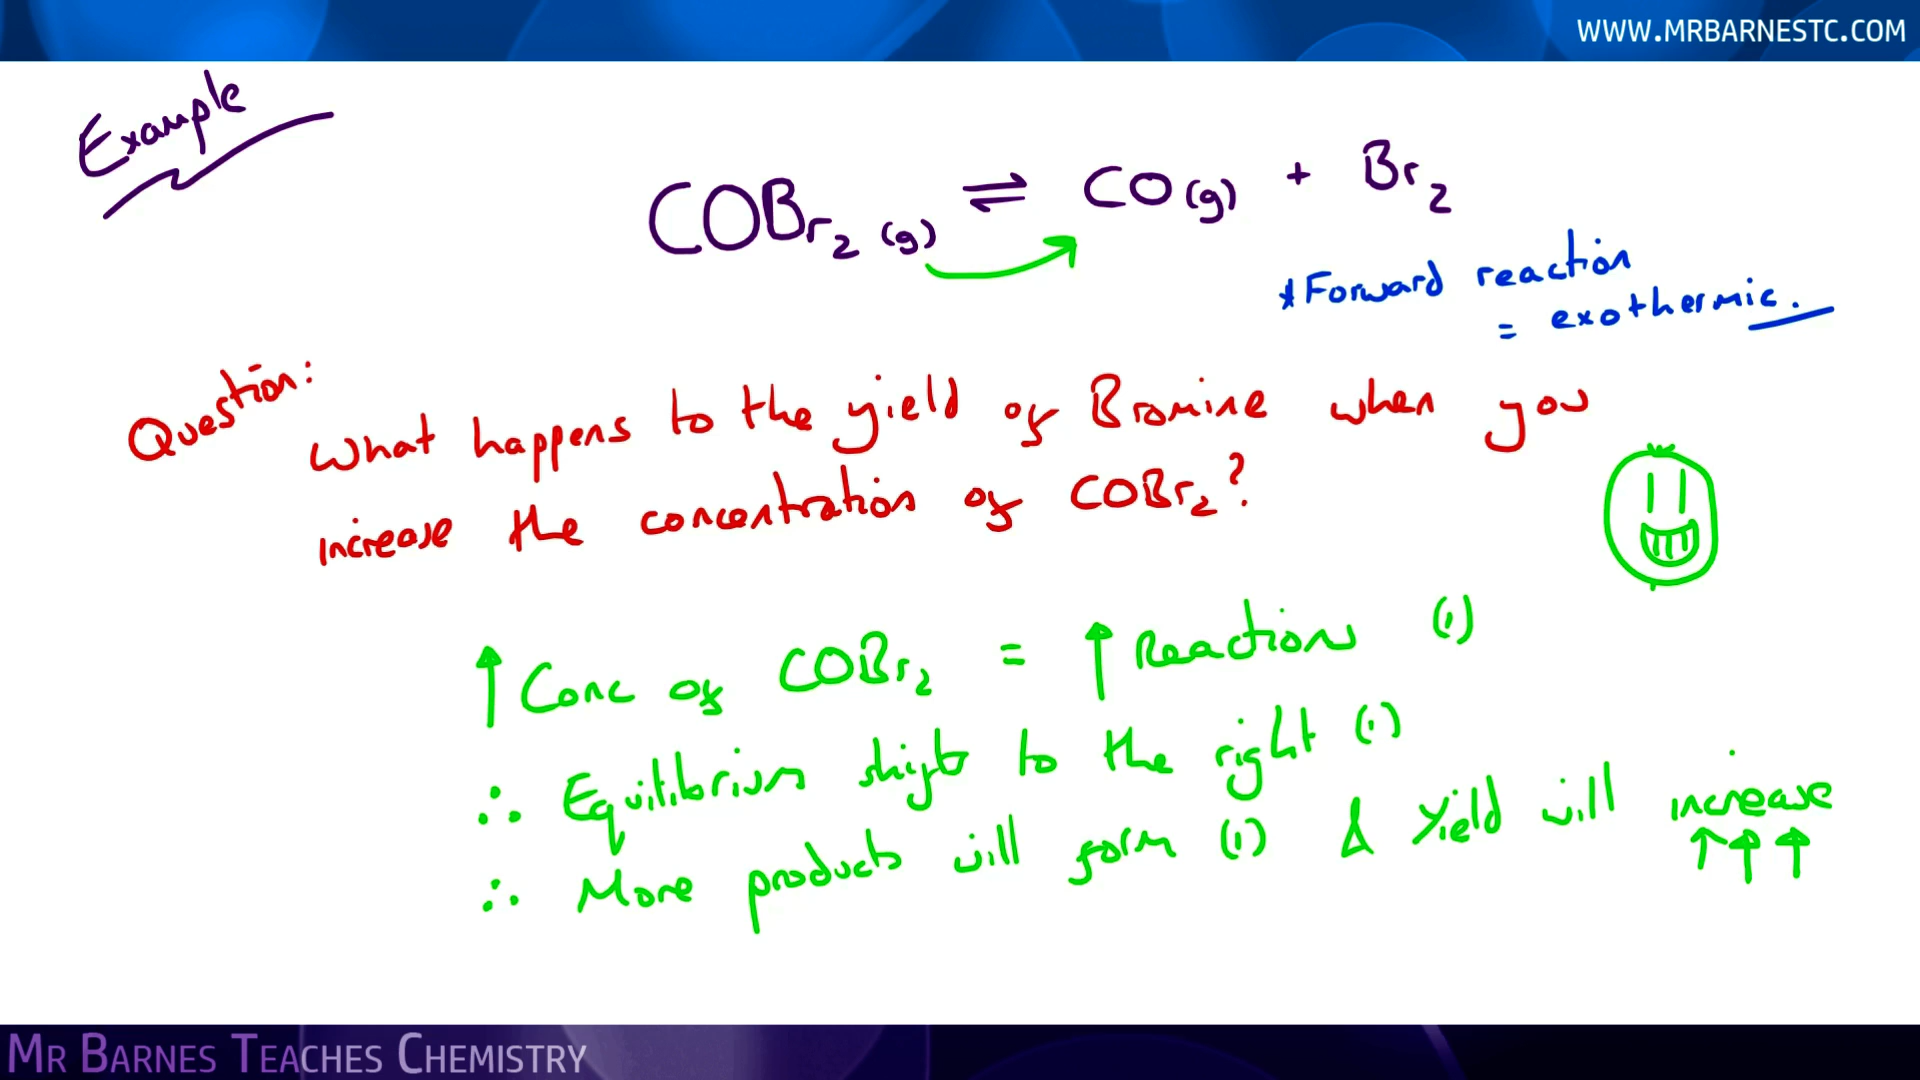 WWW.MRBARNESTC.COM
Example
COBr₂ (g) ⇌ CO(g) + Br₂
*Forward reaction
= exothermic.
Question:
What happens to the yield of Bromine when you
increase the concentration of COBr₂?
↑ Conc of COBr₂ = ↑ Reactions (1)
∴ Equilibrium shifts to the right (1)
∴ More products will form (1) & Yield will increase
↑↑↑
MR BARNES TEACHES CHEMISTRY